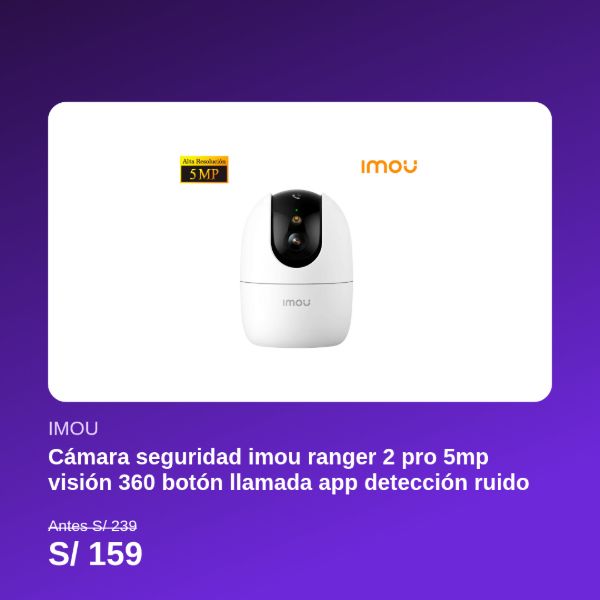 Alta Resolución
5 MP
imou
imou
IMOU
Cámara seguridad imou ranger 2 pro 5mp
visión 360 botón llamada app detección ruido
Antes S/ 239
S/ 159